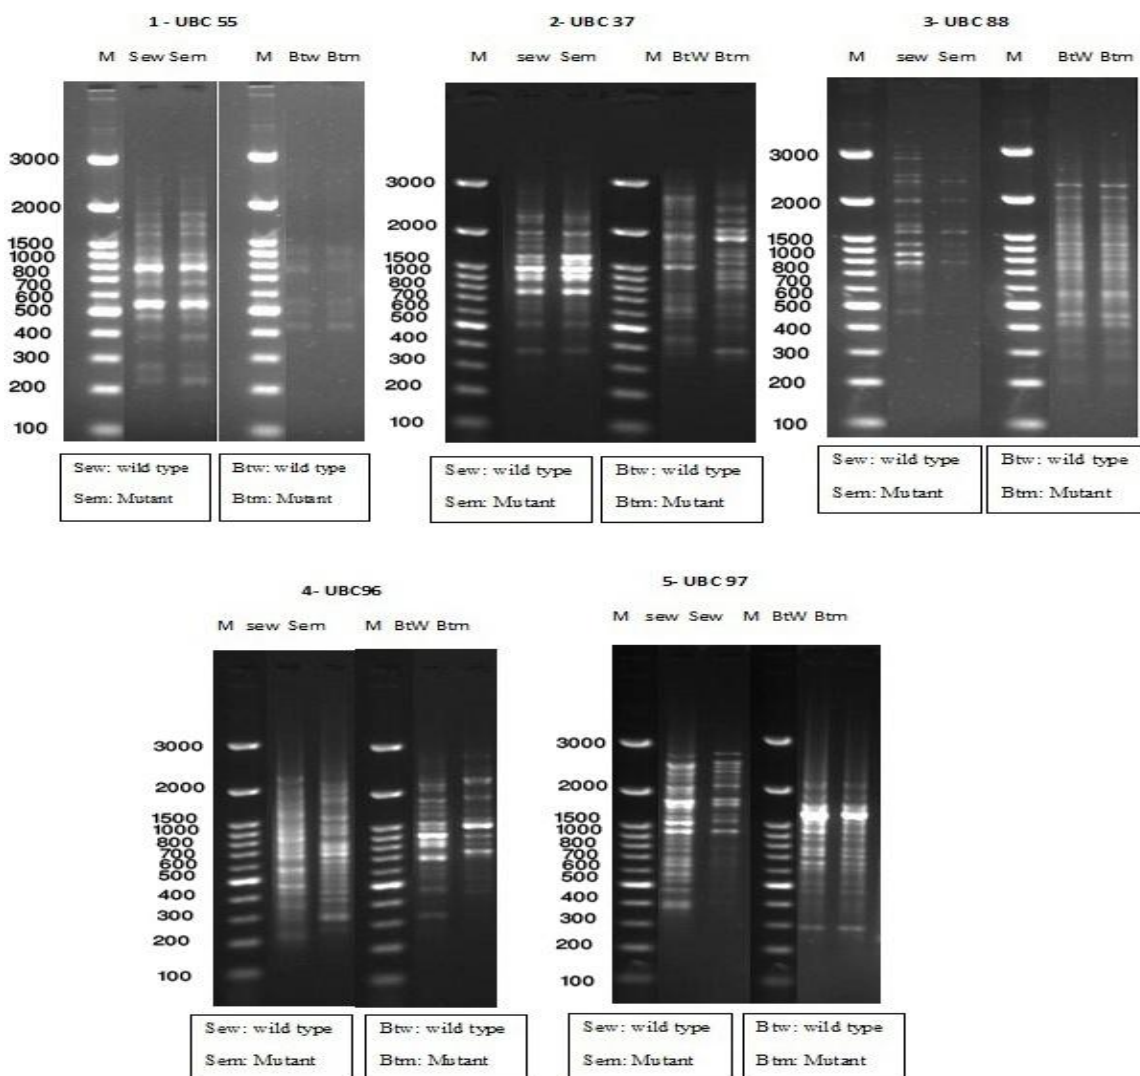 1 - UBC 55
2- UBC 37
3- UBC 88
M Sew Sem
M Btw Btm
M sew Sem
M BtW Btm
M sew Sem
M BtW Btm
3000
2000
1500
1000
800
600
500
400
300
200
100
3000
2000
1500
1000
800
700
600
500
400
300
200
100
3000
2000
1500
1000
800
700
600
500
400
300
200
100
Sew: wild type
Sem: Mutant
Btw: wild type
Btm: Mutant
Sew: wild type
Sem: Mutant
Btw: wild type
Btm: Mutant
Sew: wild type
Sem: Mutant
Btw: wild type
Btm: Mutant
4- UBC96
5- UBC 97
M sew Sem
M BtW Btm
M sew Sew
M BtW Btm
3000
2000
1500
1000
800
700
600
500
400
300
200
100
3000
2000
1500
1000
800
700
600
500
400
300
200
100
Sew: wild type
Sem: Mutant
Btw: wild type
Btm: Mutant
Sew: wild type
Sem: Mutant
Btw: wild type
Btm: Mutant